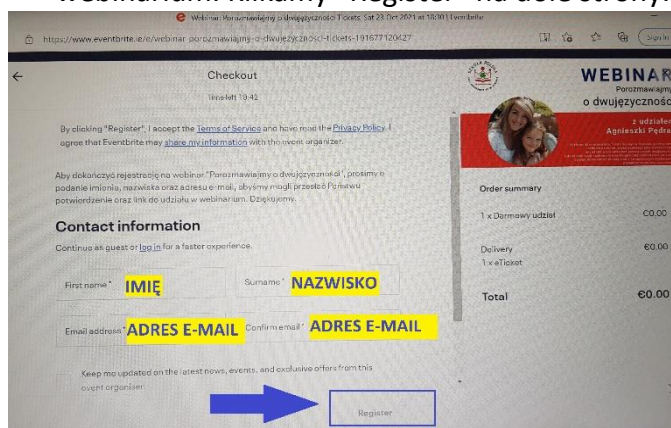 webinarium. Klikamy "Register" na dole strony.
Webinar: Porozmawiajmy o dwujęzyczności Tickets, Sat 23 Oct 2021 at 18:30 | Eventbrite
https://www.eventbrite.ie/e/webinar-porozmawiajmy-o-dwujezycznosci-tickets-191677120427
Sign in
Checkout
Time left 19:42
By clicking "Register", I accept the Terms of Service and have read the Privacy Policy. I
agree that Eventbrite may share my information with the event organizer.
Aby dokończyć rejestrację na webinar "Porozmawiajmy o dwujęzyczności", prosimy o
podanie imienia, nazwiska oraz adresu e-mail, abyśmy mogli przesłać Państwu
potwierdzenie oraz link do udziału w webinarium. Dziękujemy.
Contact information
Continue as guest or log in for a faster experience.
First name * IMIĘ
Surname * NAZWISKO
Email address * ADRES E-MAIL
Confirm email * ADRES E-MAIL
Keep me updated on the latest news, events, and exclusive offers from this
event organiser.
Register
WEBINAR
Porozmawiajmy
o dwujęzyczności
z udziałem
Agnieszki Pędra
Order summary
1 x Darmowy udział €0.00
Delivery €0.00
1 x eTicket
Total €0.00